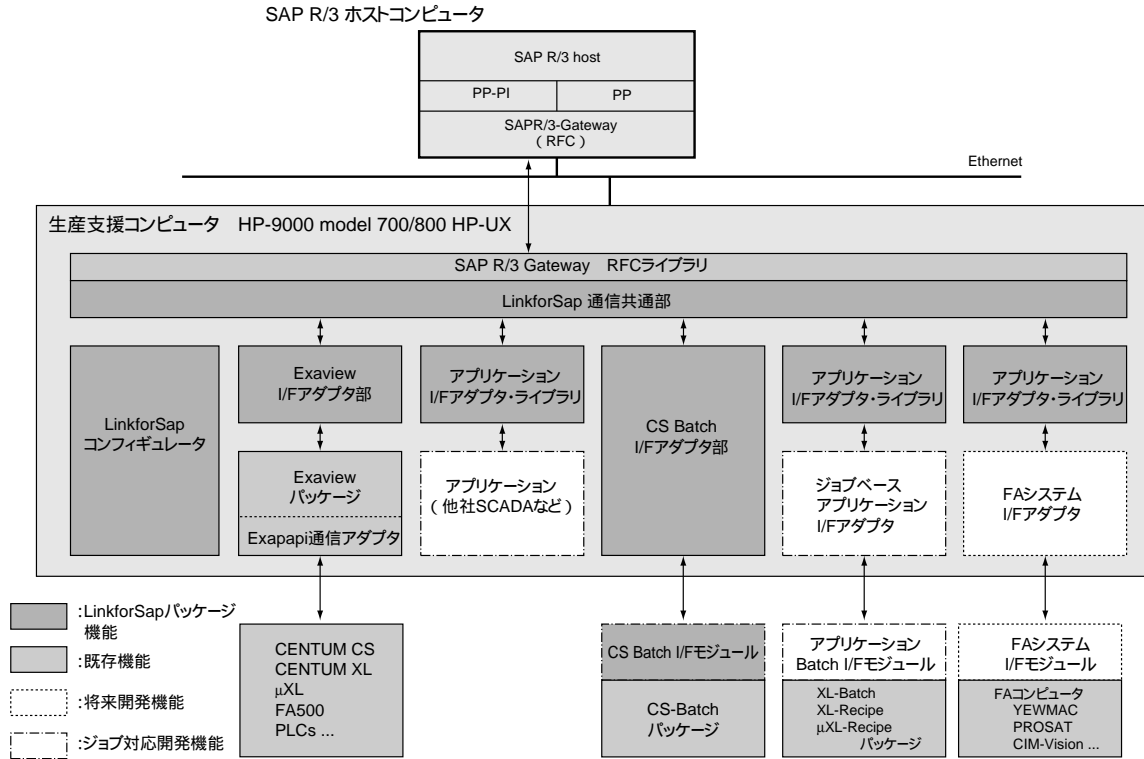 SAP R/3 ホストコンピュータ
SAP R/3 host
PP-PI
PP
SAPR/3-Gateway
( RFC )
Ethernet
生産支援コンピュータ HP-9000 model 700/800 HP-UX
SAP R/3 Gateway RFCライブラリ
LinkforSap 通信共通部
LinkforSap
コンフィギュレータ
Exaview
I/Fアダプタ部
アプリケーション
I/Fアダプタ・ライブラリ
CS Batch
I/Fアダプタ部
アプリケーション
I/Fアダプタ・ライブラリ
アプリケーション
I/Fアダプタ・ライブラリ
Exaview
パッケージ
Exapapi通信アダプタ
アプリケーション
( 他社SCADAなど )
ジョブベース
アプリケーション
I/Fアダプタ
FAシステム
I/Fアダプタ
:LinkforSapパッケージ
機能
:既存機能
:将来開発機能
:ジョブ対応開発機能
CENTUM CS
CENTUM XL
μXL
FA500
PLCs ...
CS Batch I/Fモジュール
CS-Batch
パッケージ
アプリケーション
Batch I/Fモジュール
XL-Batch
XL-Recipe
μXL-Recipe
パッケージ
FAシステム
I/Fモジュール
FAコンピュータ
YEWMAC
PROSAT
CIM-Vision ...